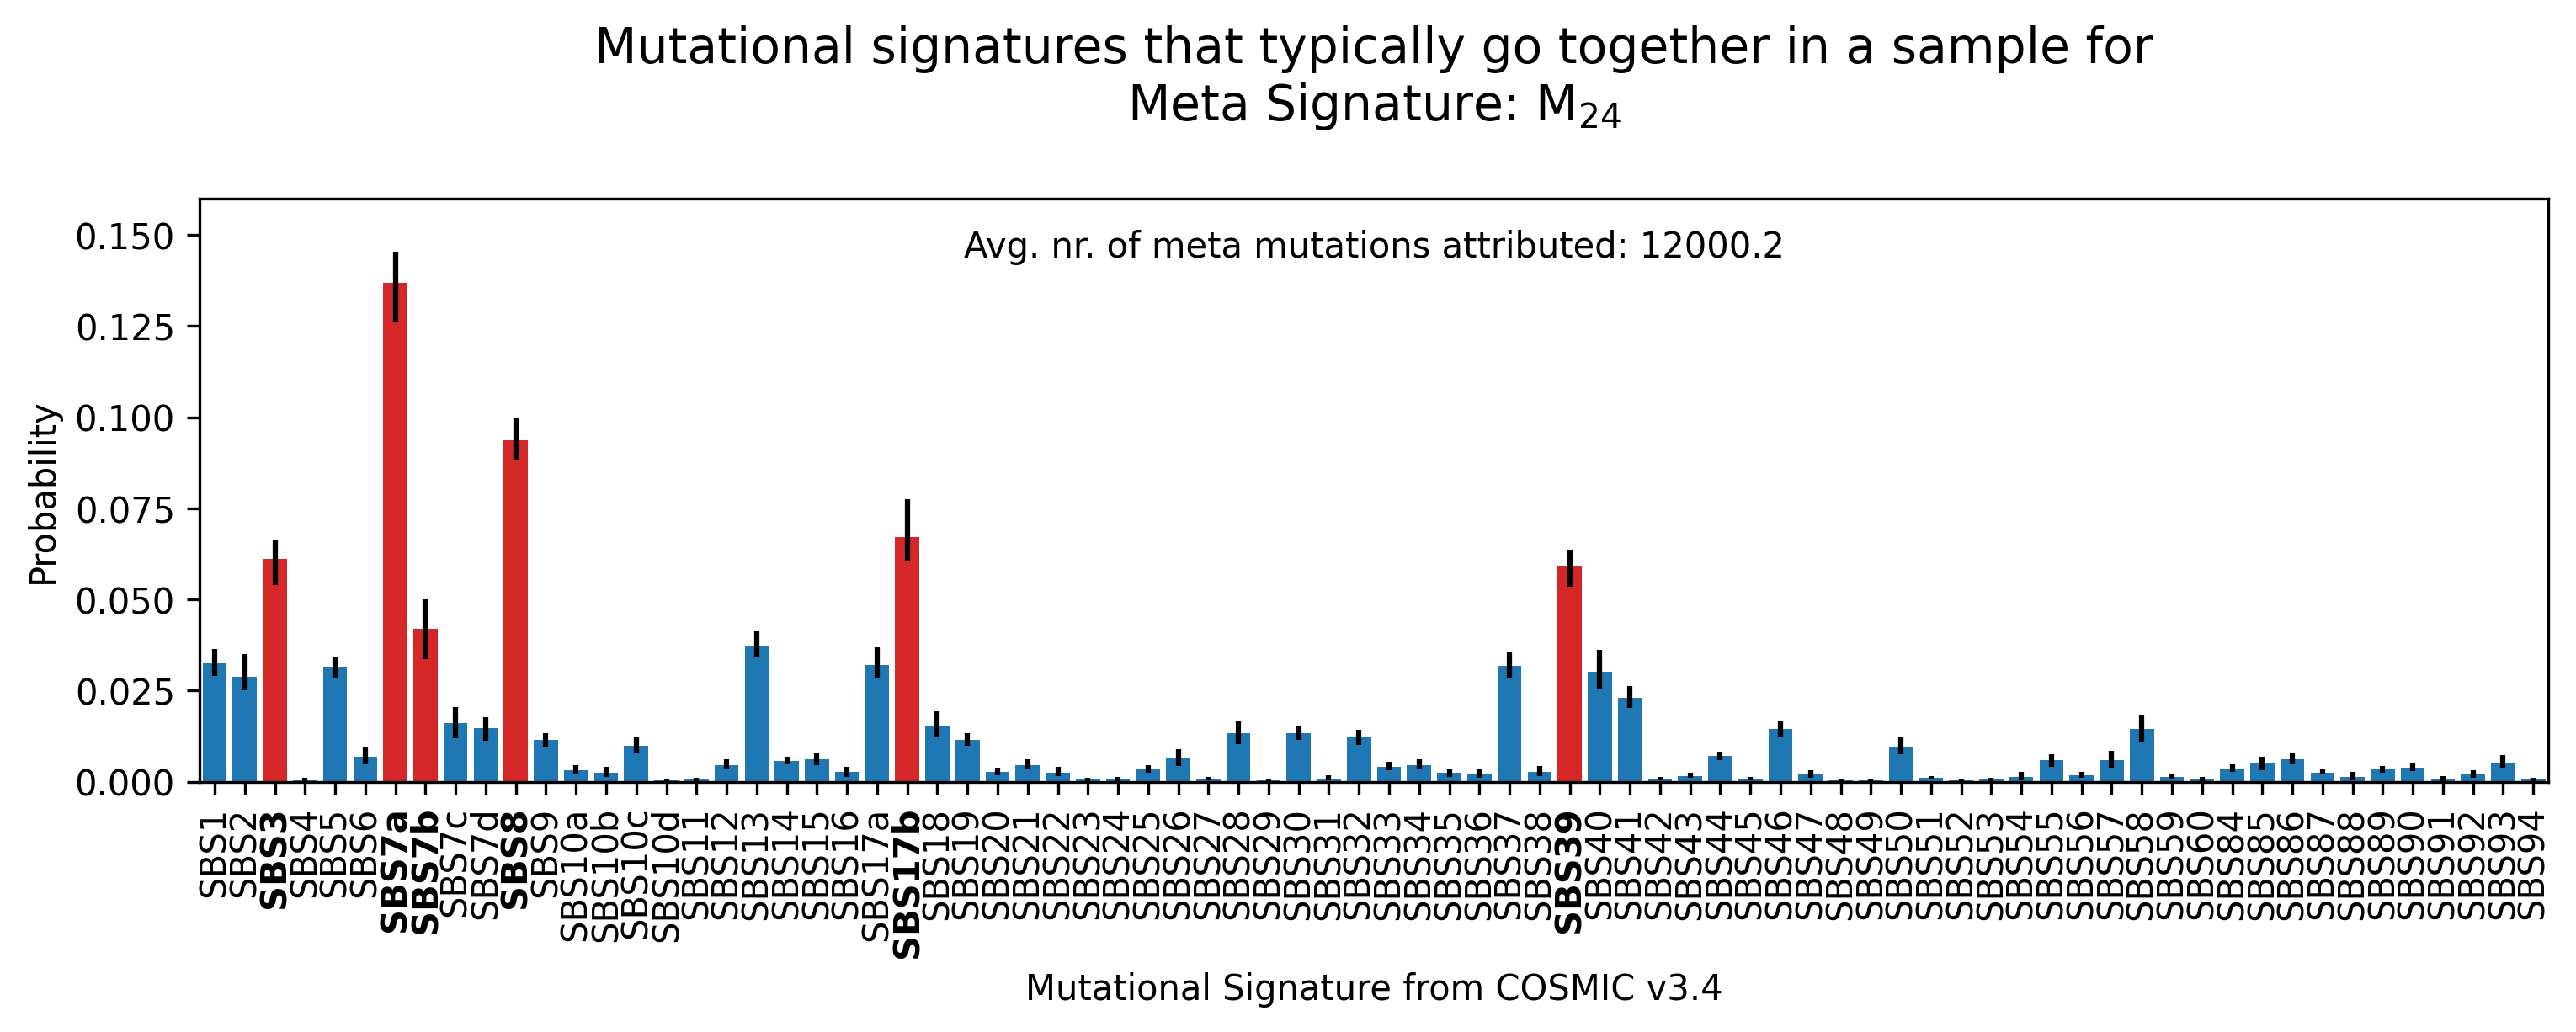 Mutational signatures that typically go together in a sample for
Meta Signature: M24
Avg. nr. of meta mutations attributed: 12000.2
Probability
0.150
0.125
0.100
0.075
0.050
0.025
0.000
SBS1
SBS2
SBS3
SBS4
SBS5
SBS6
SBS7a
SBS7b
SBS7c
SBS7d
SBS8
SBS9
SBS10a
SBS10b
SBS10c
SBS10d
SBS11
SBS12
SBS13
SBS14
SBS15
SBS16
SBS17a
SBS17b
SBS18
SBS19
SBS20
SBS21
SBS22
SBS23
SBS24
SBS25
SBS26
SBS27
SBS28
SBS29
SBS30
SBS31
SBS32
SBS33
SBS34
SBS35
SBS36
SBS37
SBS38
SBS39
SBS40
SBS41
SBS42
SBS43
SBS44
SBS45
SBS46
SBS47
SBS48
SBS49
SBS50
SBS51
SBS52
SBS53
SBS54
SBS55
SBS56
SBS57
SBS58
SBS59
SBS60
SBS84
SBS85
SBS86
SBS87
SBS88
SBS89
SBS90
SBS91
SBS92
SBS93
SBS94
Mutational Signature from COSMIC v3.4